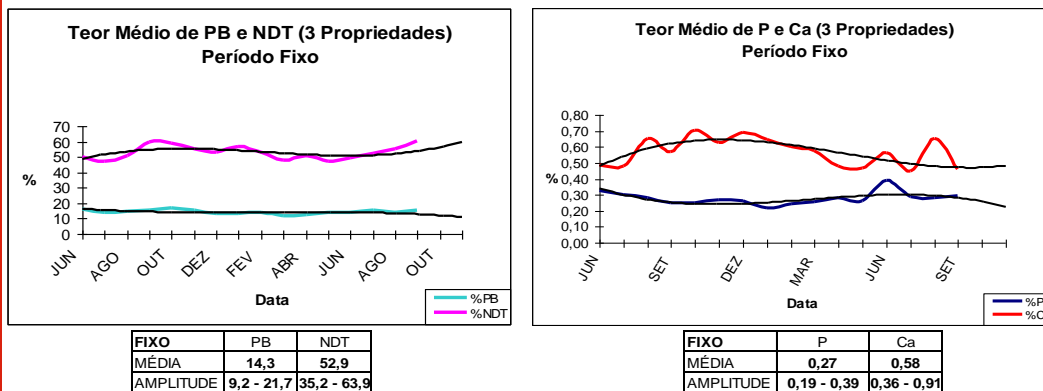 Teor Médio de PB e NDT (3 Propriedades)
Período Fixo
70
60
50
40
30
20
10
0
%
JUN
AGO
OUT
DEZ
FEV
ABR
JUN
AGO
OUT
Data
%PB
%NDT
FIXO PB NDT
MÉDIA 14,3 52,9
AMPLITUDE 9,2 - 21,7 35,2 - 63,9
Teor Médio de P e Ca (3 Propriedades)
Período Fixo
0,80
0,70
0,60
0,50
0,40
0,30
0,20
0,10
0,00
%
JUN
SET
DEZ
MAR
JUN
SET
Data
%P
%C
FIXO P Ca
MÉDIA 0,27 0,58
AMPLITUDE 0,19 - 0,39 0,36 - 0,91